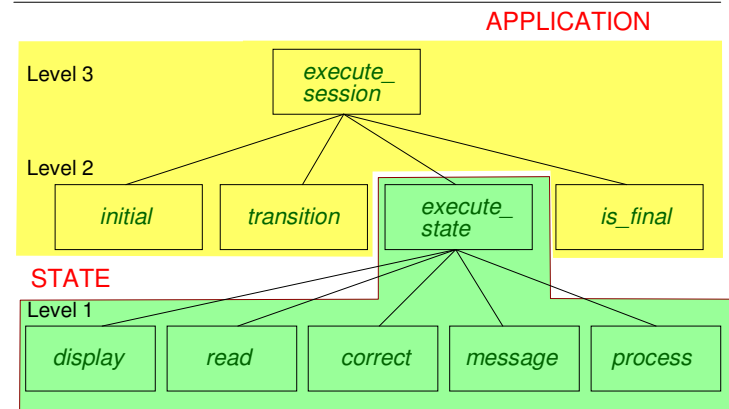 APPLICATION
Level 3
execute_
session
Level 2
initial
transition
execute_
state
is_final
STATE
Level 1
display
read
correct
message
process